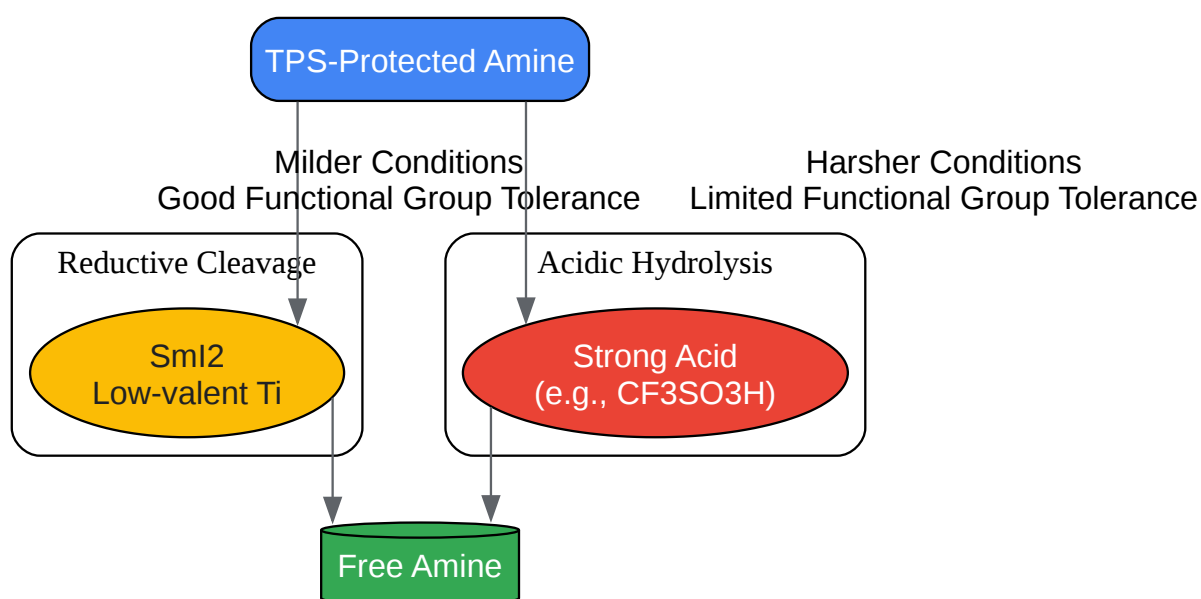 TPS-Protected Amine
Milder Conditions
Good Functional Group Tolerance
Harsher Conditions
Limited Functional Group Tolerance
Reductive Cleavage
SmI2
Low-valent Ti
Acidic Hydrolysis
Strong Acid
(e.g., CF3SO3H)
Free Amine